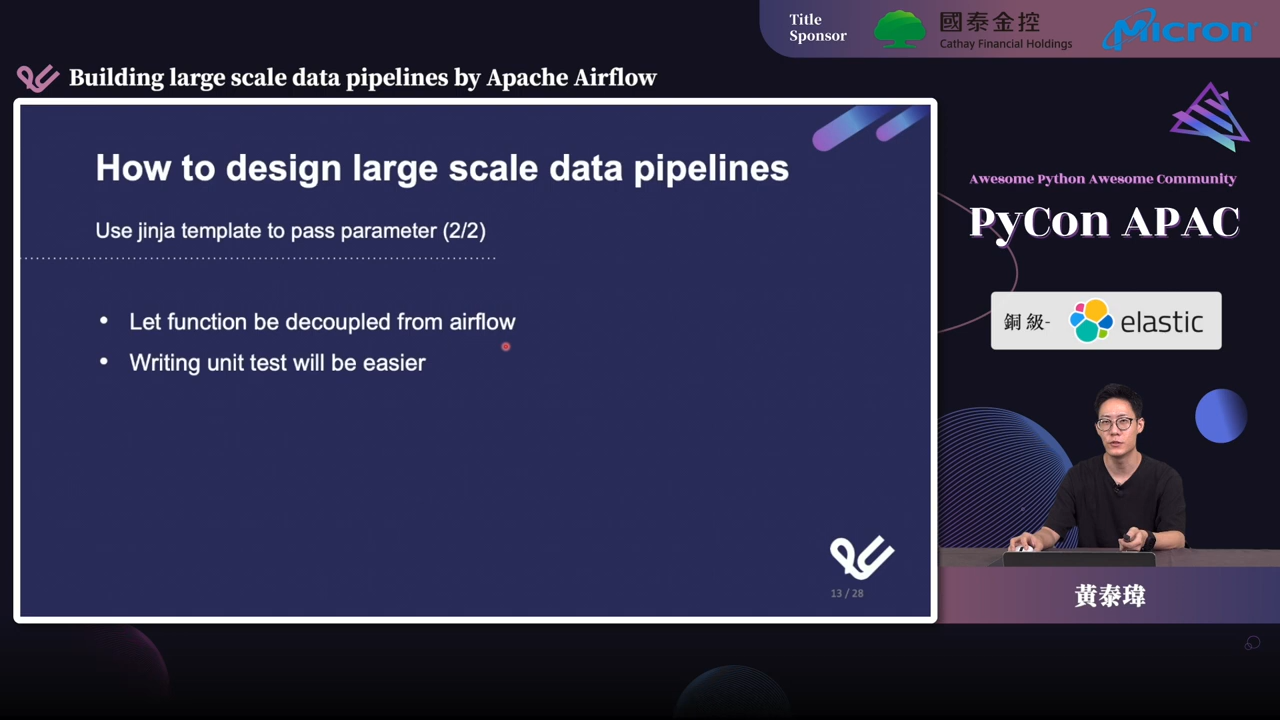 Title
Sponsor
國泰金控
Cathay Financial Holdings
Micron
Building large scale data pipelines by Apache Airflow
How to design large scale data pipelines
Use jinja template to pass parameter (2/2)
• Let function be decoupled from airflow
• Writing unit test will be easier
13 / 28
Awesome Python Awesome Community
PyCon APAC
銅級- elastic
黃泰瑋